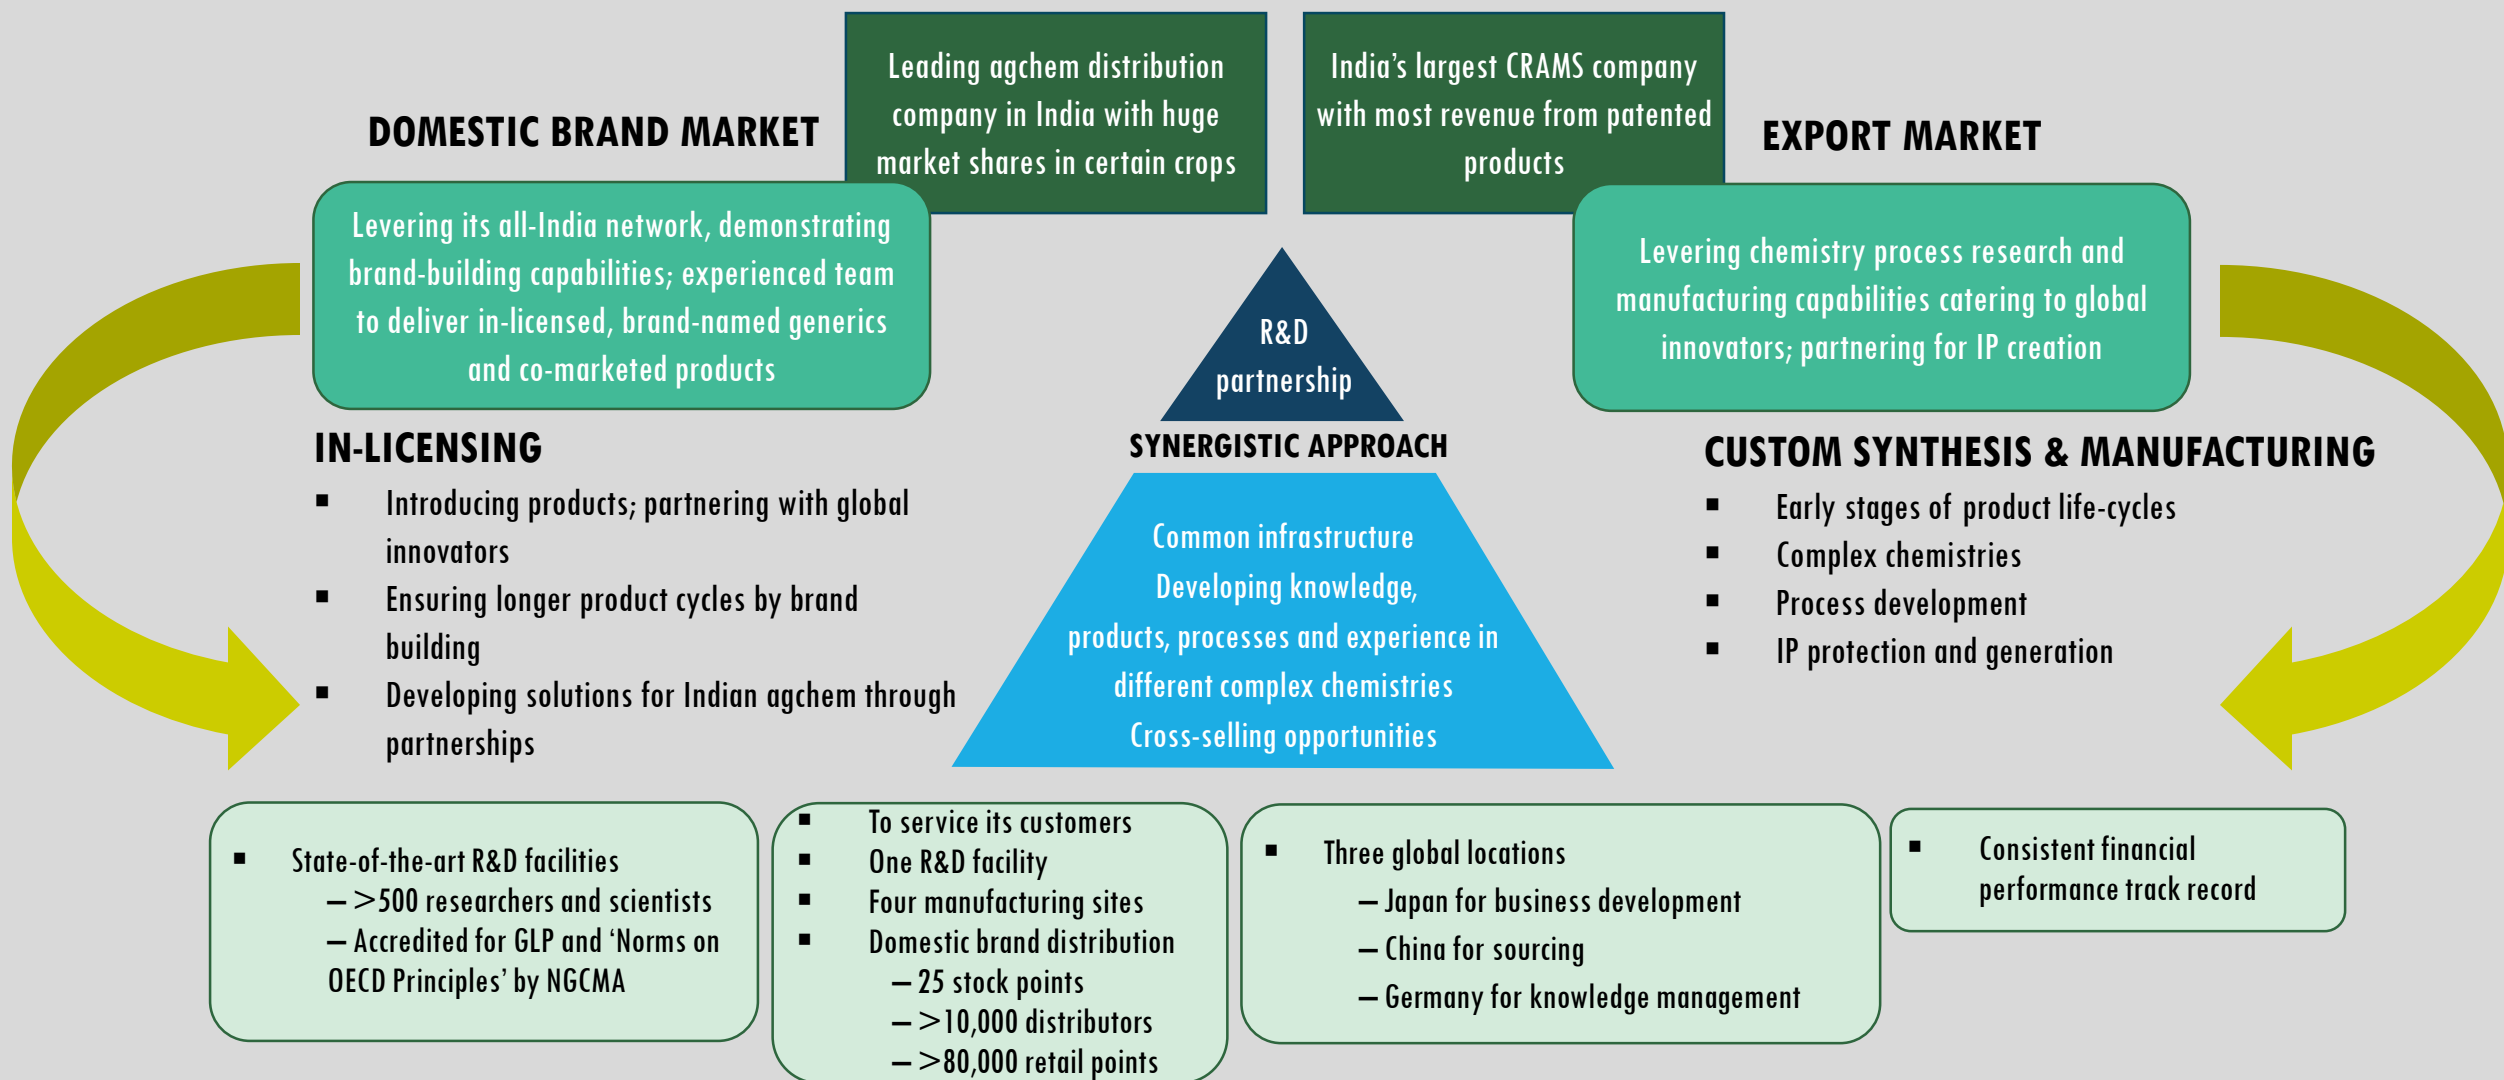 Leading agchem distribution
company in India with huge
market shares in certain crops
India’s largest CRAMS company
with most revenue from patented
products
DOMESTIC BRAND MARKET
EXPORT MARKET
Levering its all-India network, demonstrating
brand-building capabilities; experienced team
to deliver in-licensed, brand-named generics
and co-marketed products
Levering chemistry process research and
manufacturing capabilities catering to global
innovators; partnering for IP creation
R&D
partnership
SYNERGISTIC APPROACH
IN-LICENSING
▪ Introducing products; partnering with global
innovators
▪ Ensuring longer product cycles by brand
building
▪ Developing solutions for Indian agchem through
partnerships
Common infrastructure
Developing knowledge,
products, processes and experience in
different complex chemistries
Cross-selling opportunities
CUSTOM SYNTHESIS & MANUFACTURING
▪ Early stages of product life-cycles
▪ Complex chemistries
▪ Process development
▪ IP protection and generation
▪ State-of-the-art R&D facilities
– >500 researchers and scientists
– Accredited for GLP and ‘Norms on
OECD Principles’ by NGCMA
▪ To service its customers
▪ One R&D facility
▪ Four manufacturing sites
▪ Domestic brand distribution
– 25 stock points
– >10,000 distributors
– >80,000 retail points
▪ Three global locations
– Japan for business development
– China for sourcing
– Germany for knowledge management
▪ Consistent financial
performance track record